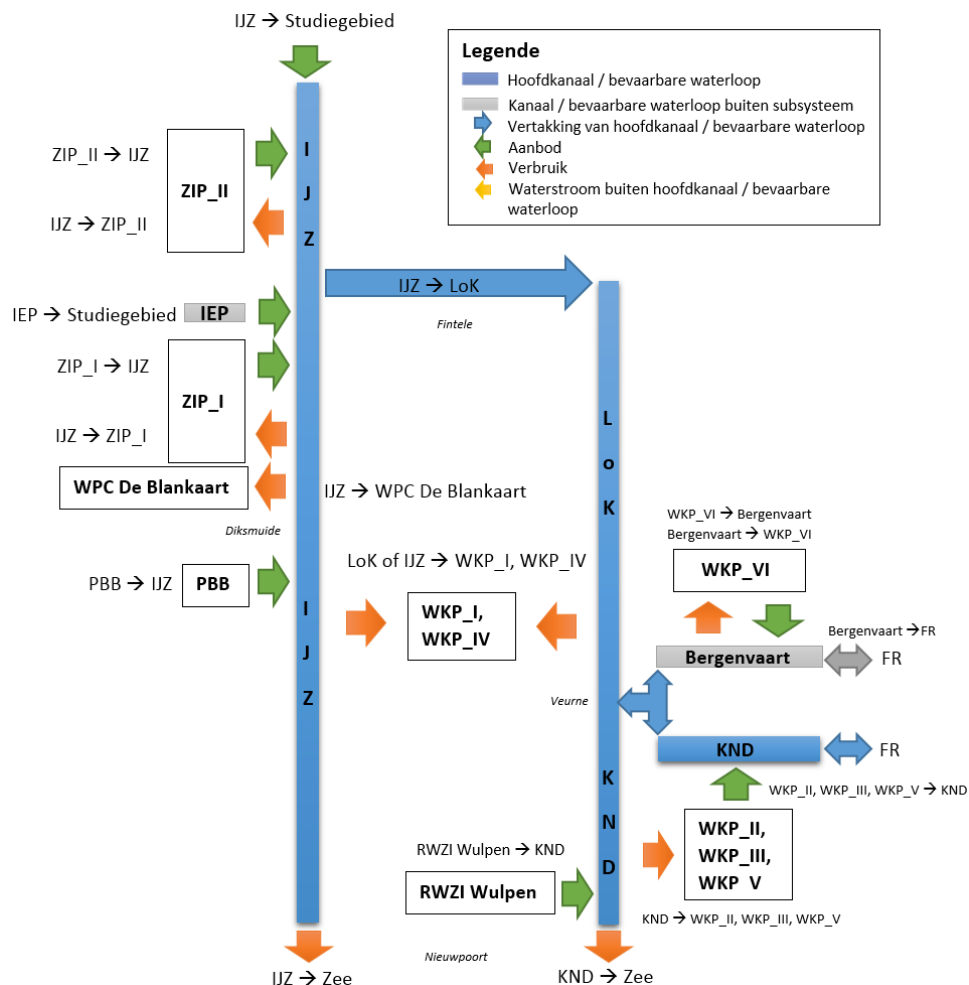 IJZ → Studiegebied
Legende
Hoofdkanaal / bevaarbare waterloop
Kanaal / bevaarbare waterloop buiten subsysteem
Vertakking van hoofdkanaal / bevaarbare waterloop
Aanbod
Verbruik
Waterstroom buiten hoofdkanaal / bevaarbare
waterloop
ZIP_II → IJZ
ZIP_II
IJZ → ZIP_II
I
J
Z
IJZ → LoK
Fintele
IEP → Studiegebied
IEP
ZIP_I → IJZ
ZIP_I
IJZ → ZIP_I
WPC De Blankaart
IJZ → WPC De Blankaart
Diksmuide
L
o
K
PBB → IJZ
PBB
LoK of IJZ → WKP_I, WKP_IV
WKP_I,
WKP_IV
I
J
Z
WKP_VI → Bergenvaart
Bergenvaart → WKP_VI
WKP_VI
Bergenvaart →FR
Bergenvaart
FR
Veurne
KND
FR
WKP_II, WKP_III, WKP_V → KND
K
N
D
WKP_II,
WKP_III,
WKP_V
KND → WKP_II, WKP_III, WKP_V
RWZI Wulpen → KND
RWZI Wulpen
Nieuwpoort
IJZ → Zee
KND → Zee